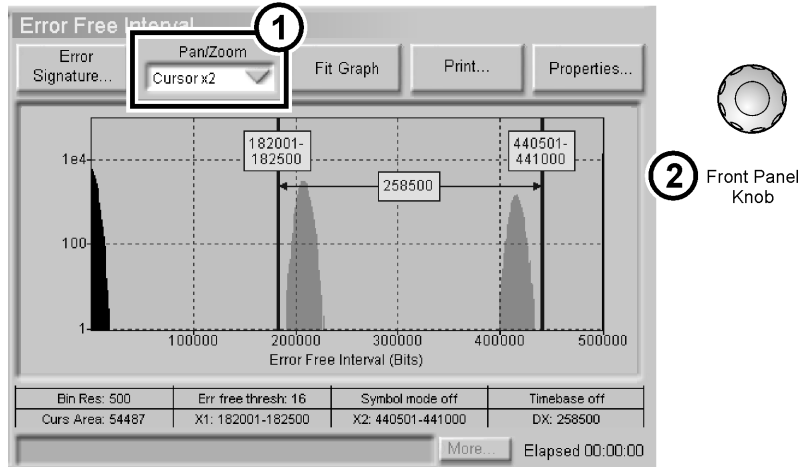 Error Free Interval
1
Error Signature...
Pan/Zoom
Cursor x2
Fit Graph
Print...
Properties...
182001-
182500
440501-
441000
258500
1e4
100
1
100000
200000
300000
400000
500000
Error Free Interval (Bits)
2
Front Panel
Knob
Bin Res: 500
Err free thresh: 16
Symbol mode off
Timebase off
Curs Area: 54487
X1: 182001-182500
X2: 440501-441000
DX: 258500
More...
Elapsed 00:00:00